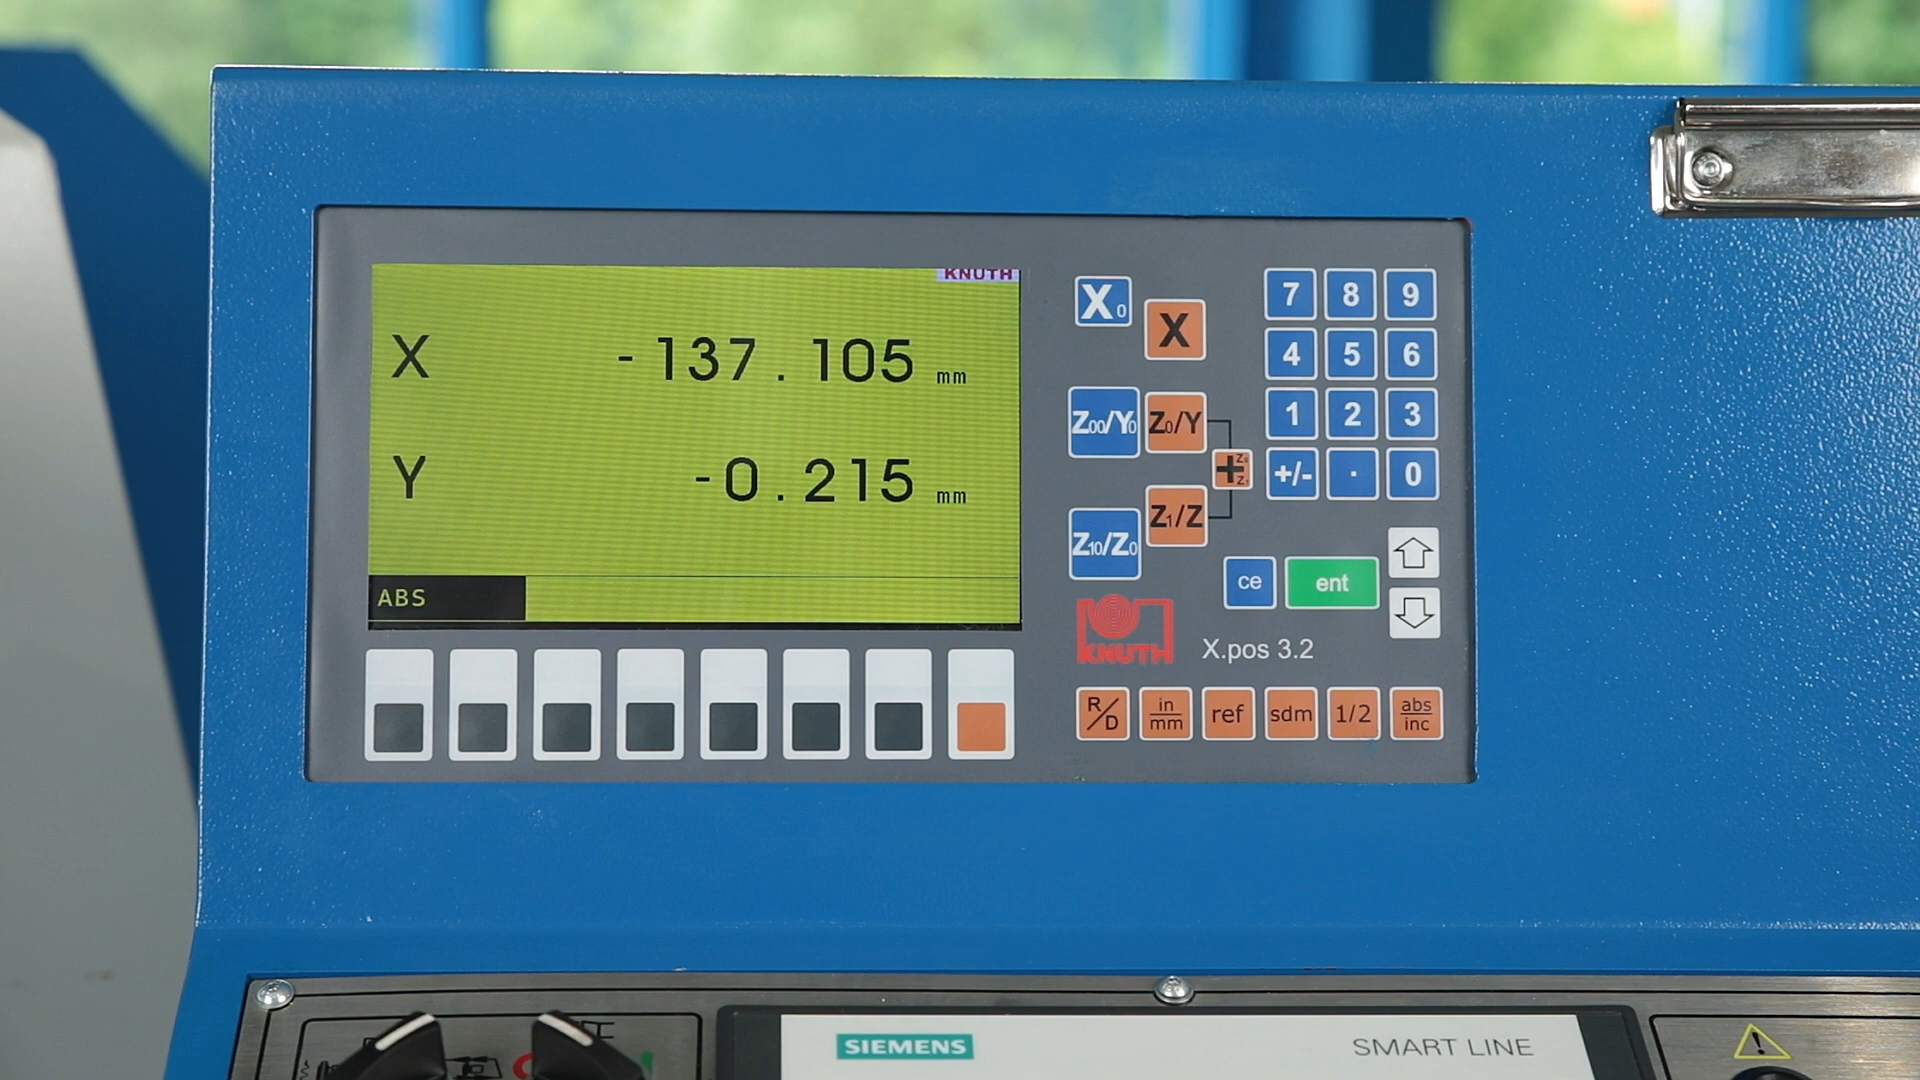 KNUTH
X -137.105 mm
Y -0.215 mm
ABS
X0
X
Z00/Y0
Z0/Y
Z1/Z
Z10/Z0
7 8 9
4 5 6
1 2 3
+/- . 0
ce
ent
KNUTH
X.pos 3.2
R/D
in
mm
ref
sdm
1/2
abs
inc
SIEMENS
SMART LINE